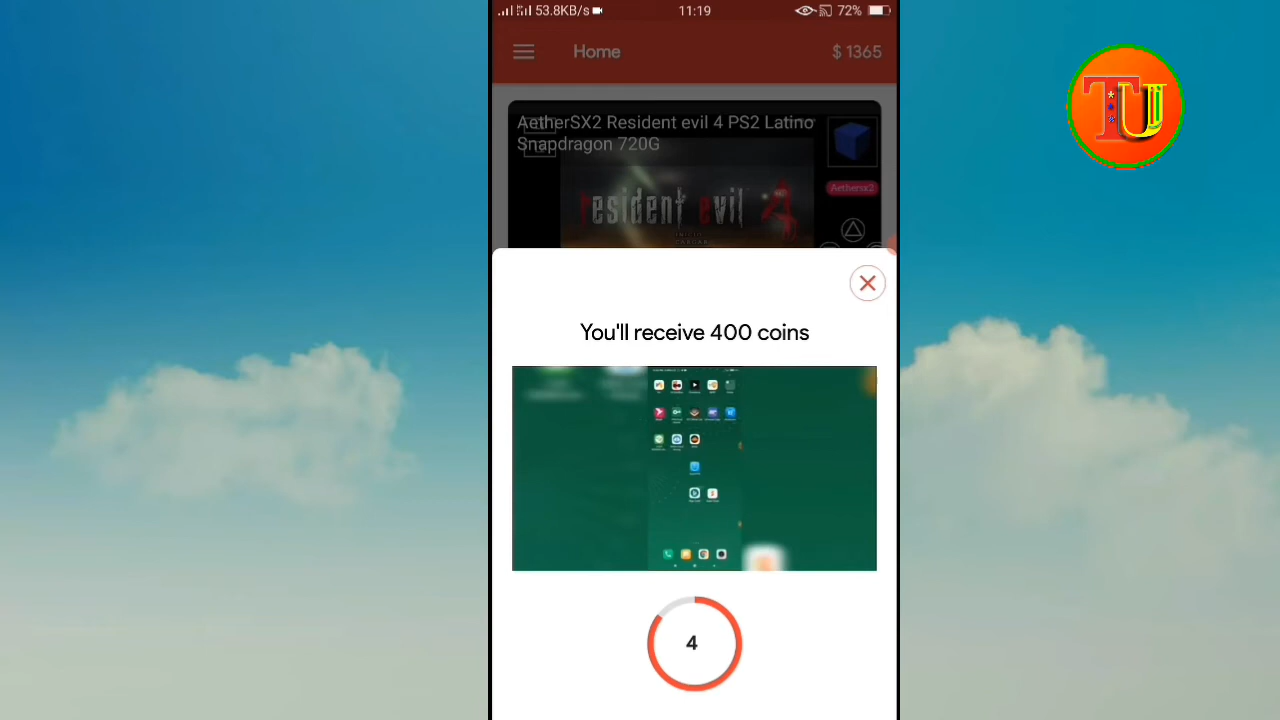 53.8KB/s
11:19
72%
Home
$ 1365
AetherSX2 Resident evil 4 PS2 Latino
Snapdragon 720G
Aethersx2
resident evil 4
You'll receive 400 coins
4
TU